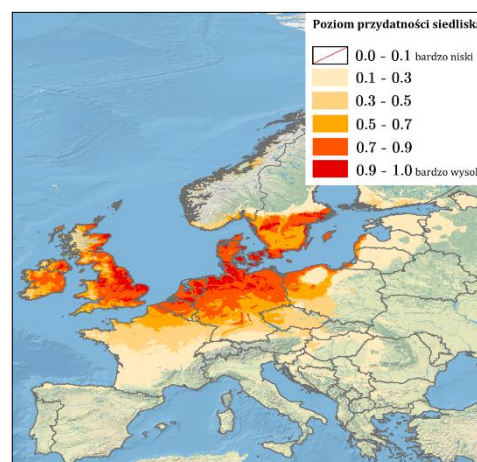 Poziom przydatności siedliska
0.0 - 0.1 bardzo niski
0.1 - 0.3
0.3 - 0.5
0.5 - 0.7
0.7 - 0.9
0.9 - 1.0 bardzo wysok